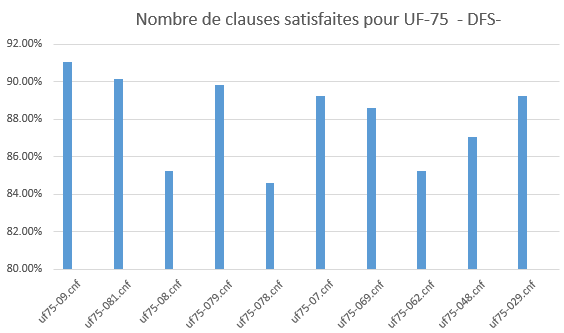 Nombre de clauses satisfaites pour UF-75 - DFS-
92.00%
90.00%
88.00%
86.00%
84.00%
82.00%
80.00%
uf75-09.cnf
uf75-081.cnf
uf75-08.cnf
uf75-079.cnf
uf75-078.cnf
uf75-07.cnf
uf75-069.cnf
uf75-062.cnf
uf75-048.cnf
uf75-029.cnf